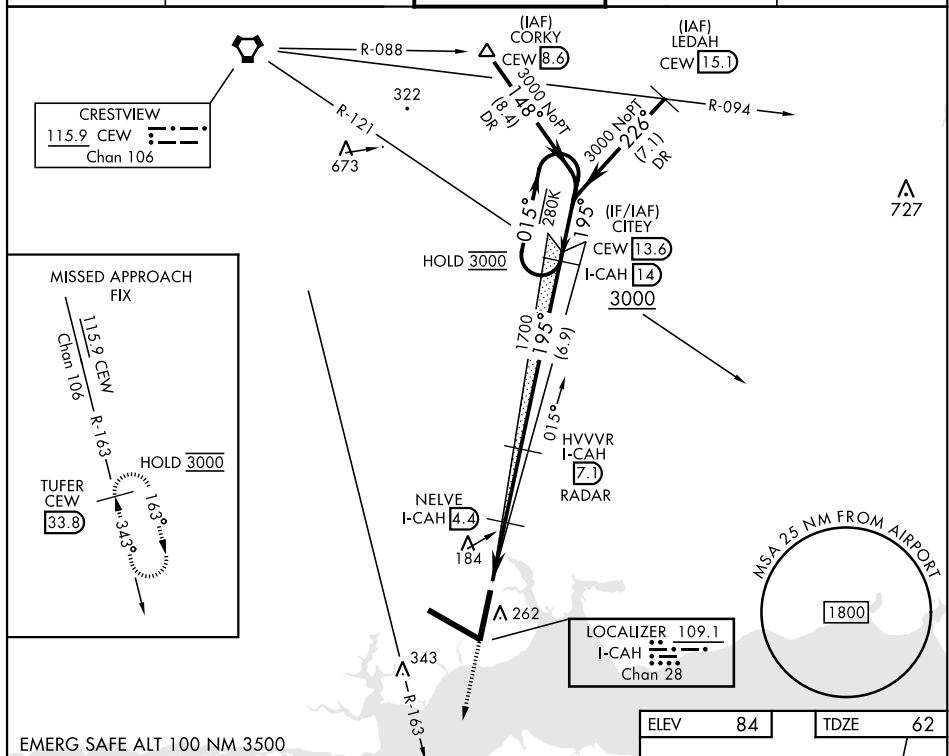 (IAF)
CORKY
CEW 8.6
(IAF)
LEDAH
CEW 15.1
R-088
R-094
3000 NoPT
148°
(8.4)
DR
3000 NoPT
226°
(7.1)
DR
CRESTVIEW
115.9 CEW
Chan 106
R-121
322
673
727
015°
280K
195°
(IF/IAF)
CITEY
CEW 13.6
I-CAH 14
3000
HOLD 3000
MISSED APPROACH
FIX
115.9 CEW
Chan 106
R-163
HOLD 3000
TUFER
CEW
33.8
163°
343°
1700
195°
(6.9)
015°
HVVVR
I-CAH
7.1
RADAR
NELVE
I-CAH 4.4
184
262
343
R-163
LOCALIZER 109.1
I-CAH
Chan 28
MSA 25 NM FROM AIRPORT
1800
EMERG SAFE ALT 100 NM 3500
ELEV 84
TDZE 62